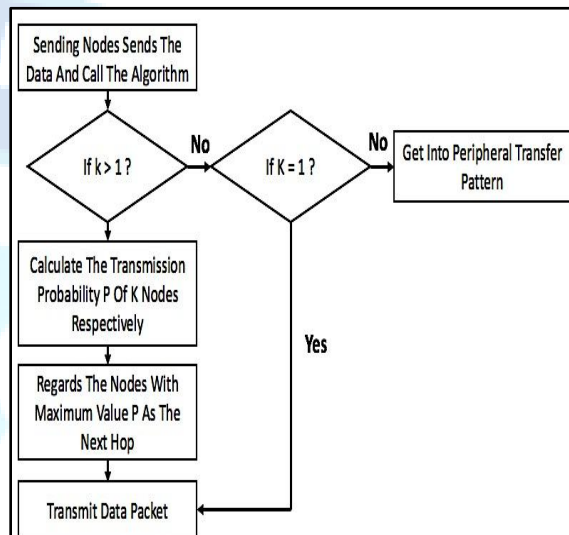 Sending Nodes Sends The
Data And Call The Algorithm
If k > 1 ?
No
If K = 1 ?
No
Get Into Peripheral Transfer
Pattern
Calculate The Transmission
Probability P Of K Nodes
Respectively
Yes
Regards The Nodes With
Maximum Value P As The
Next Hop
Transmit Data Packet